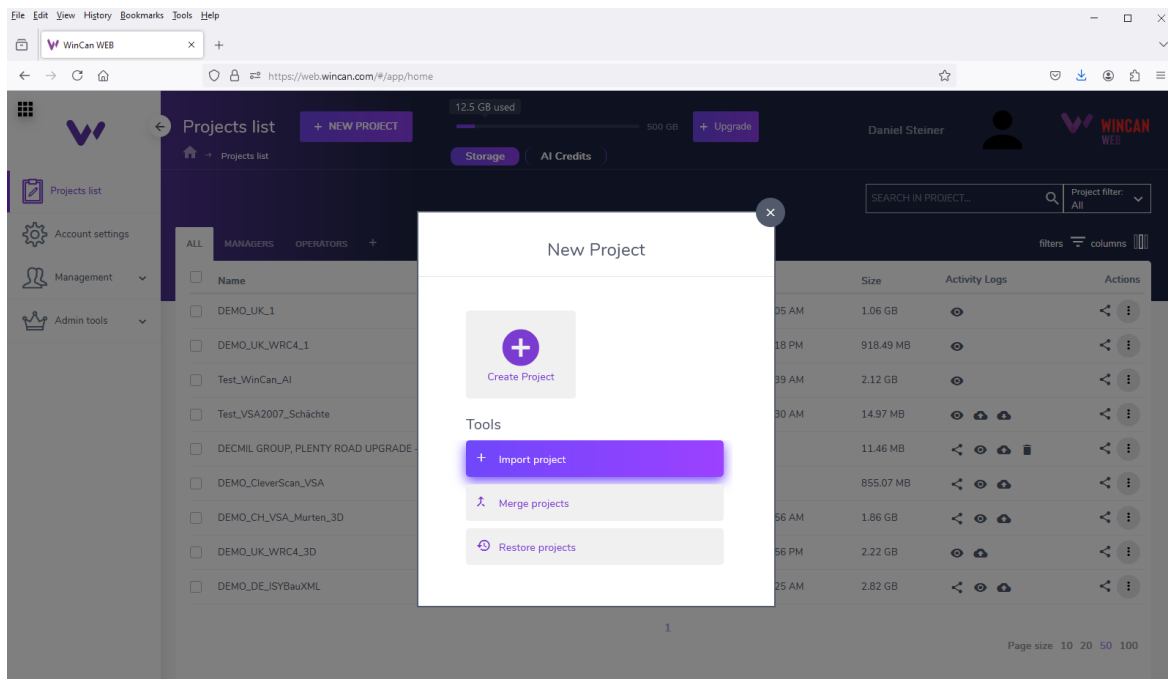 File Edit View History Bookmarks Tools Help
WinCan WEB
https://web.wincan.com/#/app/home
Projects list
+ NEW PROJECT
12.5 GB used
500 GB
+ Upgrade
Daniel Steiner
WINCAN
WEB
→ Projects list
Storage
AI Credits
Projects list
Account settings
Management
Admin tools
SEARCH IN PROJECT...
Project filter:
All
ALL MANAGERS OPERATORS +
filters columns
Name Size Activity Logs Actions
DEMO_UK_1 05 AM 1.06 GB
DEMO_UK_WRC4_1 18 PM 918.49 MB
Test_WinCan_AI 39 AM 2.12 GB
Test_VSA2007_Schächte 30 AM 14.97 MB
DECMIL GROUP, PLENTY ROAD UPGRADE - 11.46 MB
DEMO_CleverScan_VSA 855.07 MB
DEMO_CH_VSA_Murten_3D 56 AM 1.86 GB
DEMO_UK_WRC4_3D 56 PM 2.22 GB
DEMO_DE_ISYBauXML 25 AM 2.82 GB
New Project
Create Project
Tools
+ Import project
Merge projects
Restore projects
1
Page size 10 20 50 100